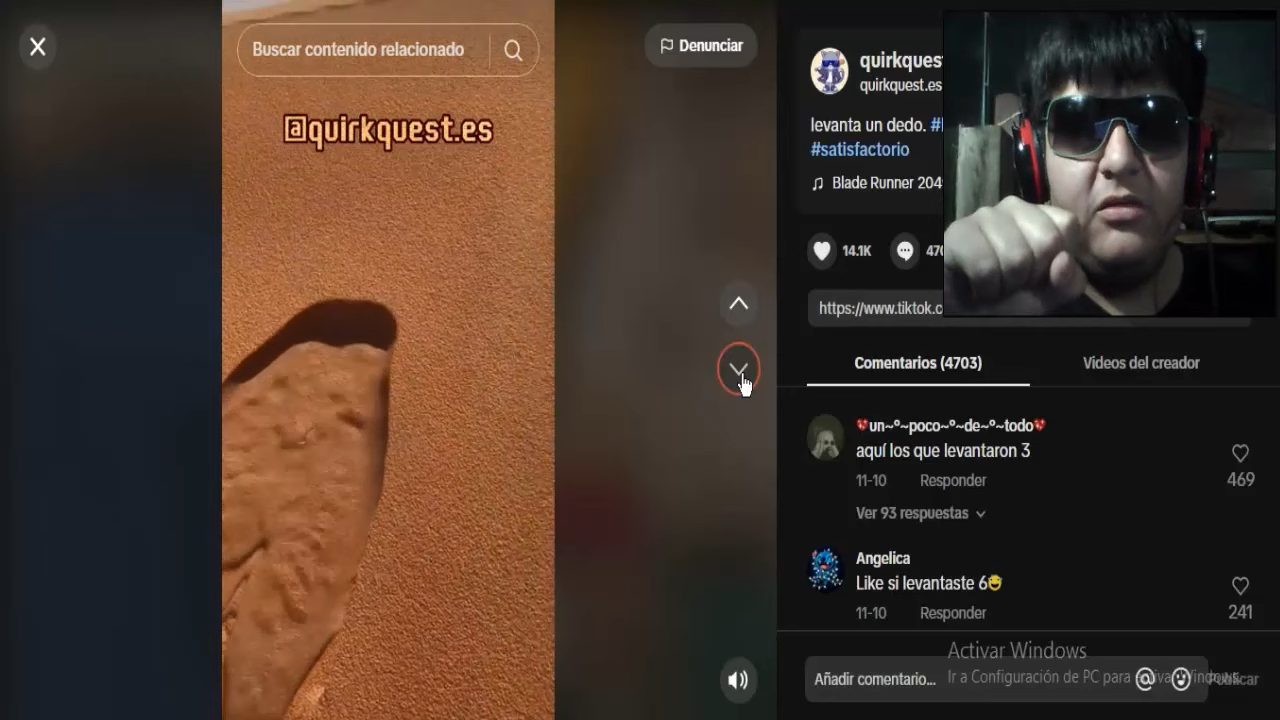 Buscar contenido relacionado
Denunciar
@quirkquest.es
quirkques
quirkquest.es
levanta un dedo.
#satisfactorio
Blade Runner 204
14.1K
https://www.tiktok.c
Comentarios (4703)
Videos del creador
un~°~poco~°~de~°~todo
aquí los que levantaron 3
469
11-10 Responder
Ver 93 respuestas
Angelica
Like si levantaste 6
241
11-10 Responder
Activar Windows
Añadir comentario...
Ir a Configuración de PC para